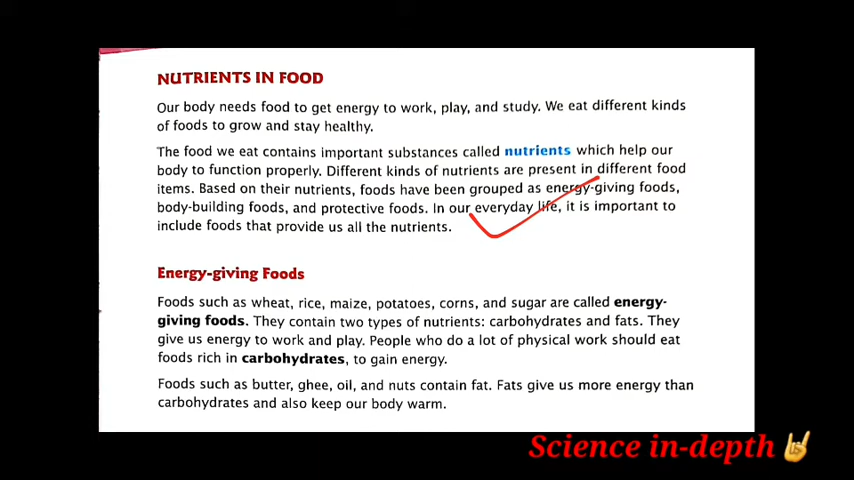 NUTRIENTS IN FOOD
Our body needs food to get energy to work, play, and study. We eat different kinds
of foods to grow and stay healthy.
The food we eat contains important substances called nutrients which help our
body to function properly. Different kinds of nutrients are present in different food
items. Based on their nutrients, foods have been grouped as energy-giving foods,
body-building foods, and protective foods. In our everyday life, it is important to
include foods that provide us all the nutrients.
Energy-giving Foods
Foods such as wheat, rice, maize, potatoes, corns, and sugar are called energy-
giving foods. They contain two types of nutrients: carbohydrates and fats. They
give us energy to work and play. People who do a lot of physical work should eat
foods rich in carbohydrates, to gain energy.
Foods such as butter, ghee, oil, and nuts contain fat. Fats give us more energy than
carbohydrates and also keep our body warm.
Science in-depth 🤘